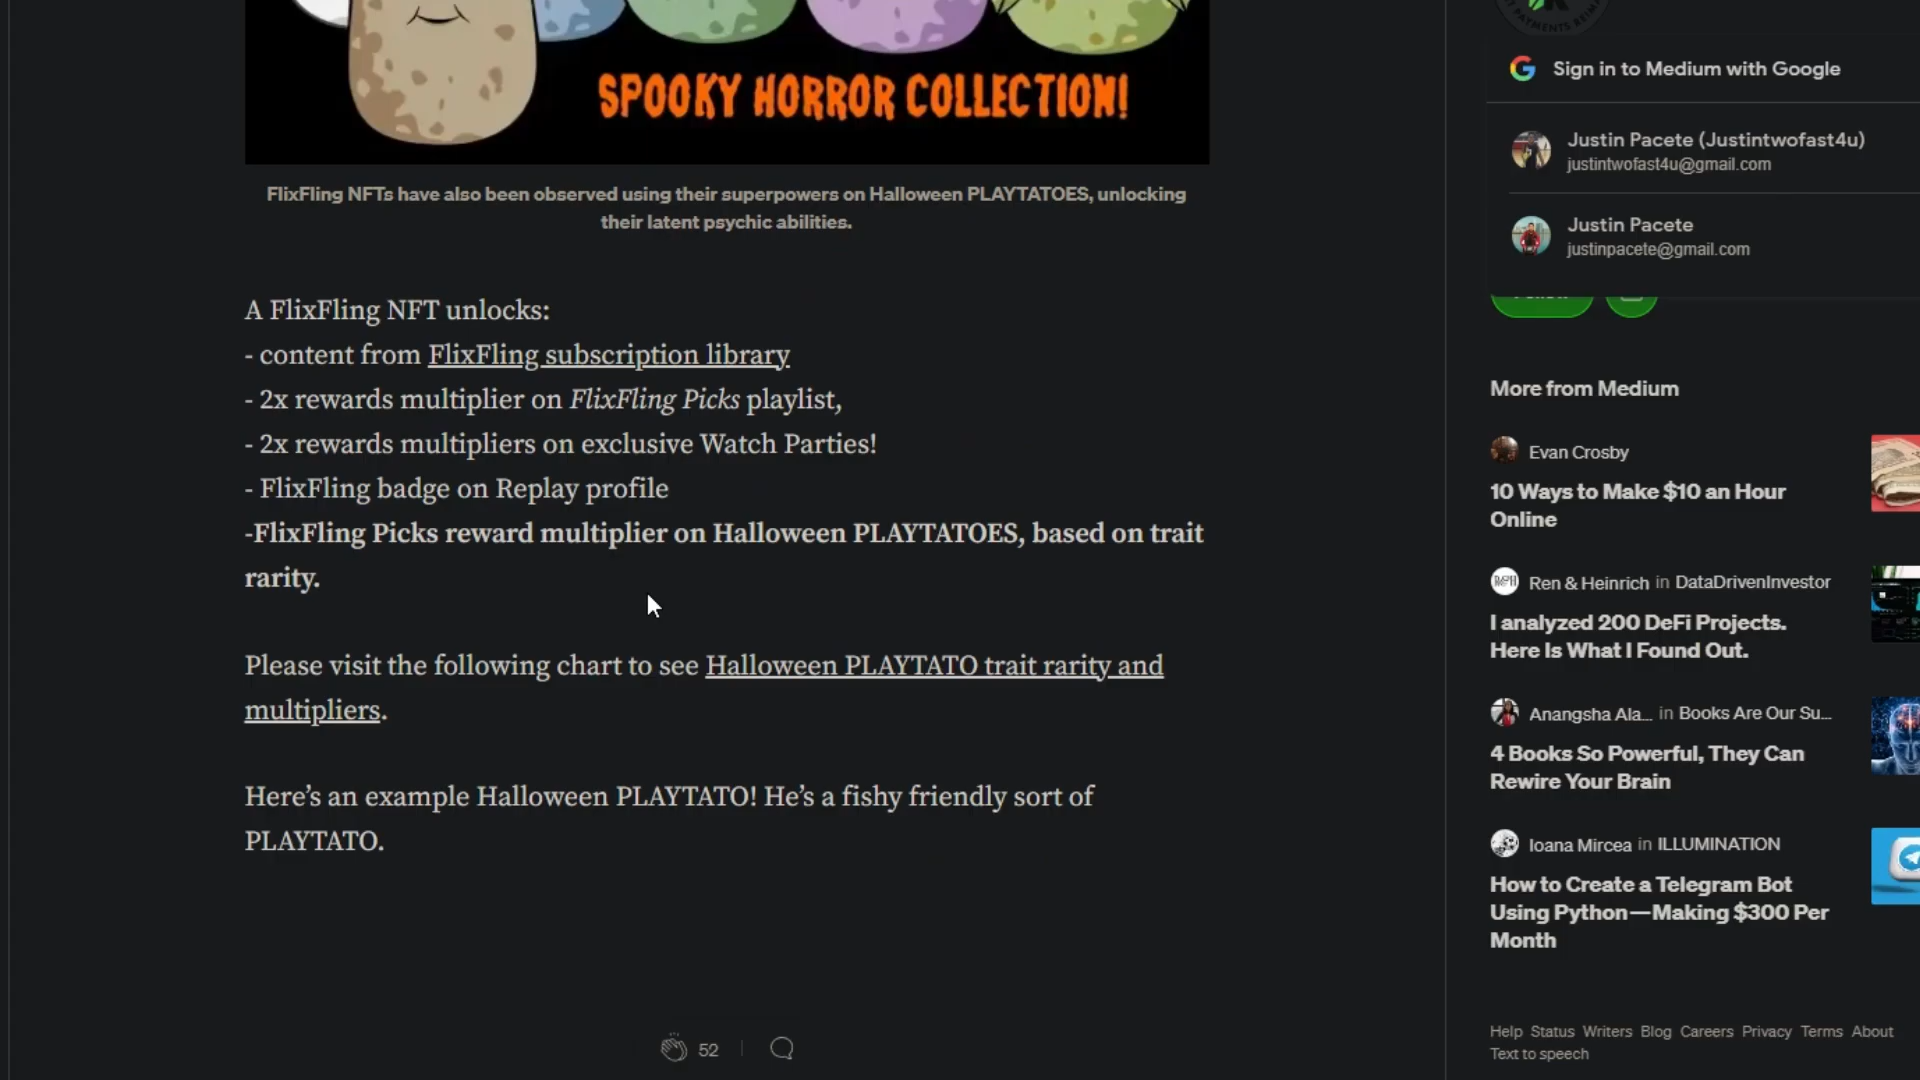 SPOOKY HORROR COLLECTION!
FlixFling NFTs have also been observed using their superpowers on Halloween PLAYTATOES, unlocking
their latent psychic abilities.
A FlixFling NFT unlocks:
- content from FlixFling subscription library
- 2x rewards multiplier on FlixFling Picks playlist,
- 2x rewards multipliers on exclusive Watch Parties!
- FlixFling badge on Replay profile
-FlixFling Picks reward multiplier on Halloween PLAYTATOES, based on trait
rarity.
Please visit the following chart to see Halloween PLAYTATO trait rarity and
multipliers.
Here’s an example Halloween PLAYTATO! He’s a fishy friendly sort of
PLAYTATO.
52
Sign in to Medium with Google
Justin Pacete (Justintwofast4u)
justintwofast4u@gmail.com
Justin Pacete
justinpacete@gmail.com
More from Medium
Evan Crosby
10 Ways to Make $10 an Hour
Online
Ren & Heinrich in DataDrivenInvestor
I analyzed 200 DeFi Projects.
Here Is What I Found Out.
Anangsha Ala... in Books Are Our Su...
4 Books So Powerful, They Can
Rewire Your Brain
Ioana Mircea in ILLUMINATION
How to Create a Telegram Bot
Using Python—Making $300 Per
Month
Help Status Writers Blog Careers Privacy Terms About
Text to speech